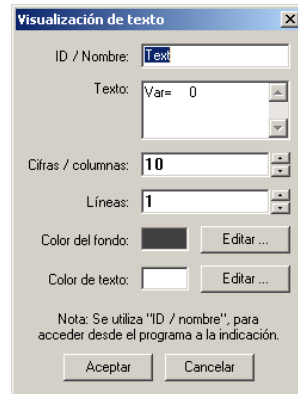 Visualización de texto
ID / Nombre: Text
Texto: Var= 0
Cifras / columnas: 10
Líneas: 1
Color del fondo: Editar ...
Color de texto: Editar ...
Nota: Se utiliza "ID / nombre", para
acceder desde el programa a la indicación.
Aceptar Cancelar